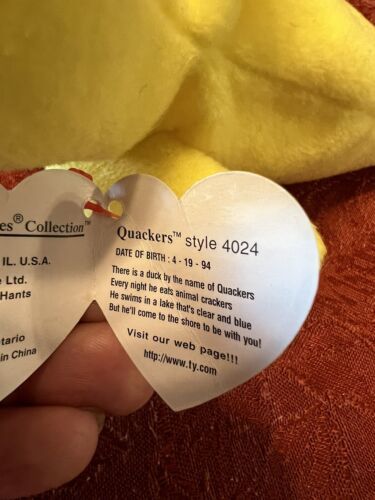 es® Collection™
IL. U.S.A.
Ltd.
Hants
in China
Quackers™ style 4024
DATE OF BIRTH : 4 - 19 - 94
There is a duck by the name of Quackers
Every night he eats animal crackers
He swims in a lake that's clear and blue
But he'll come to the shore to be with you!
Visit our web page!!!
http://www.ty.com